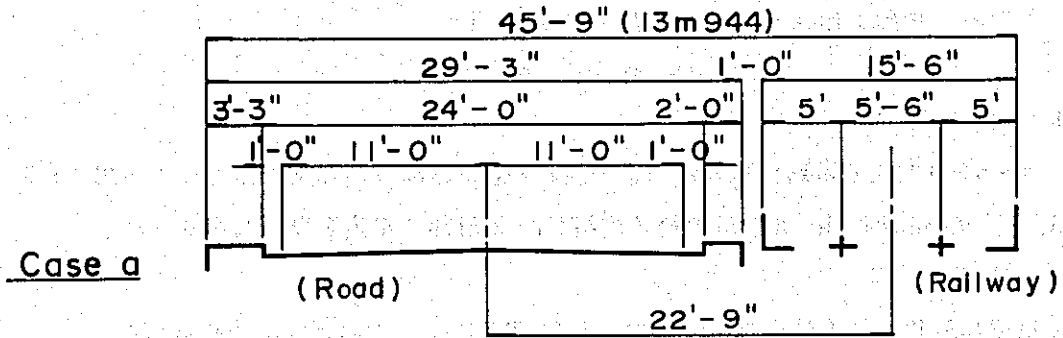 45'-9" (13m944)
29'-3" 1'-0" 15'-6"
3'-3" 24'-0" 2'-0" 5' 5'-6" 5'
1'-0" 11'-0" 11'-0" 1'-0"
Case a
(Road) (Railway)
22'-9"